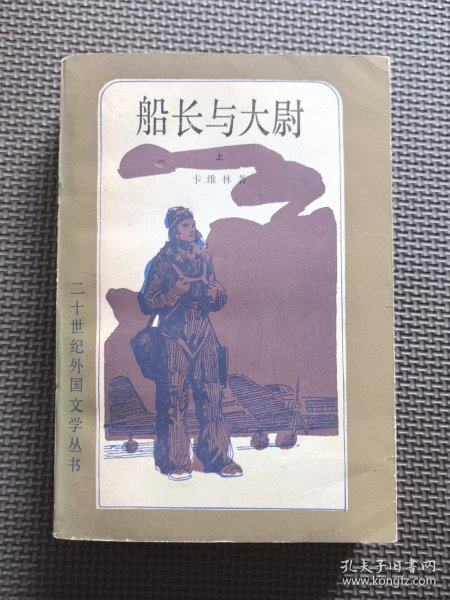 船长与大尉
上
卡维林著
二十世纪外国文学丛书
孔夫子旧书网
www.kongfz.com